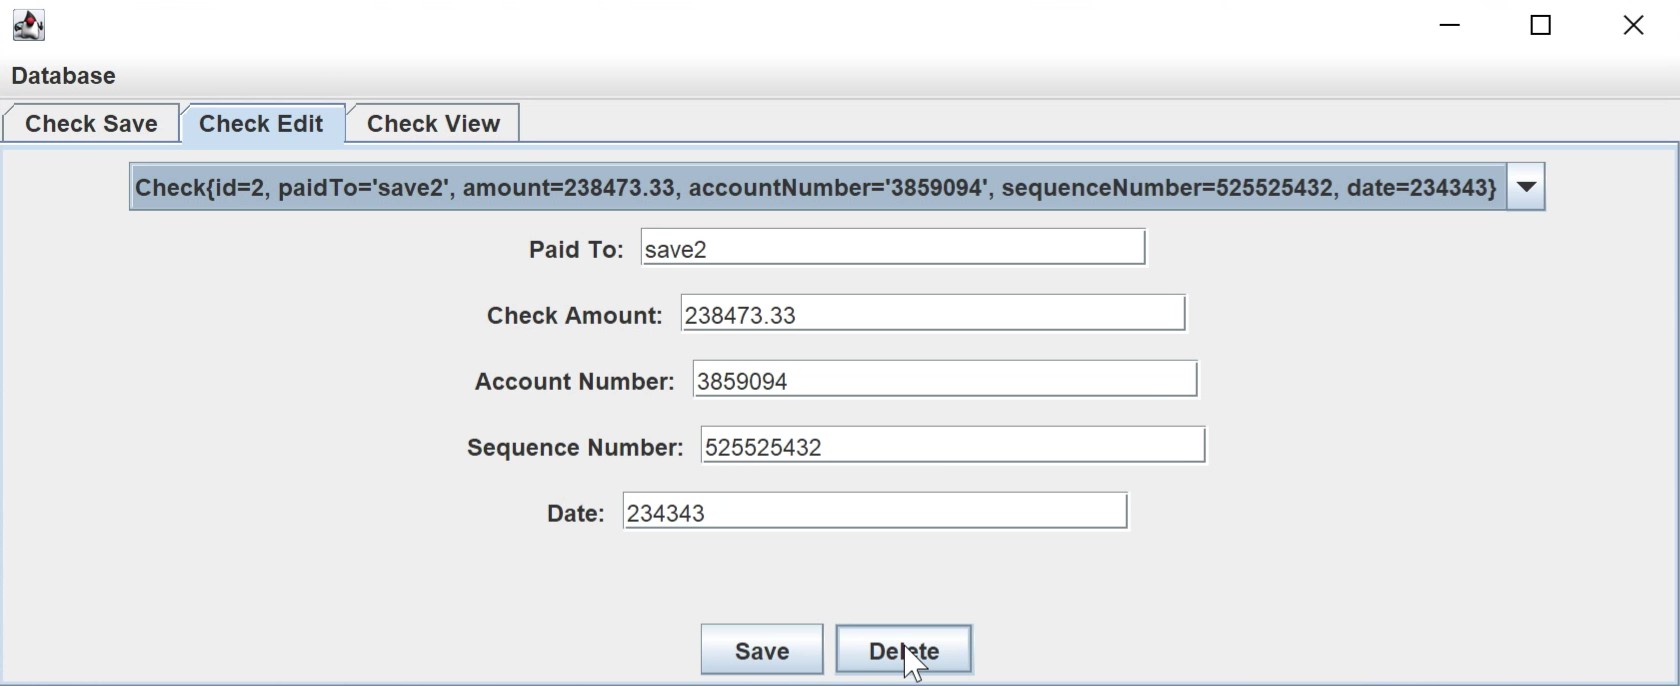 Database
Check Save Check Edit Check View
Check{id=2, paidTo='save2', amount=238473.33, accountNumber='3859094', sequenceNumber=525525432, date=234343}
Paid To: save2
Check Amount: 238473.33
Account Number: 3859094
Sequence Number: 525525432
Date: 234343
Save Delete